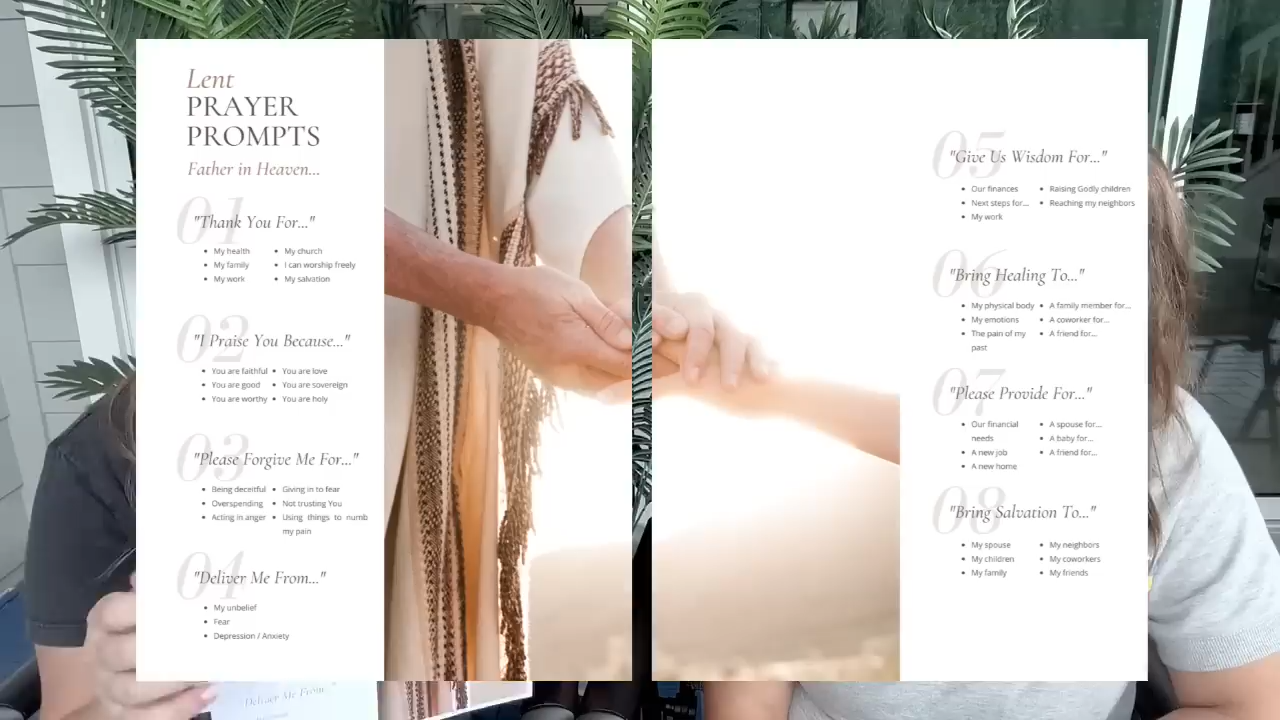 Lent
PRAYER
PROMPTS
Father in Heaven...
01
"Thank You For..."
• My health
• My family
• My work
• My church
• I can worship freely
• My salvation
02
"I Praise You Because..."
• You are faithful
• You are good
• You are worthy
• You are love
• You are sovereign
• You are holy
03
"Please Forgive Me For..."
• Being deceitful
• Overspending
• Acting in anger
• Giving in to fear
• Not trusting You
• Using things to numb
my pain
04
"Deliver Me From..."
• My unbelief
• Fear
• Depression / Anxiety
05
"Give Us Wisdom For..."
• Our finances
• Next steps for...
• My work
• Raising Godly children
• Reaching my neighbors
06
"Bring Healing To..."
• My physical body
• My emotions
• The pain of my
past
• A family member for...
• A coworker for...
• A friend for...
07
"Please Provide For..."
• Our financial
needs
• A new job
• A new home
• A spouse for...
• A baby for...
• A friend for...
08
"Bring Salvation To..."
• My spouse
• My children
• My family
• My neighbors
• My coworkers
• My friends
Deliver Me From